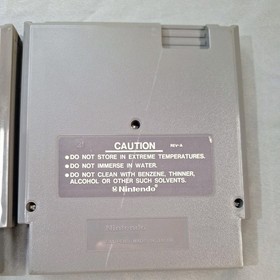 CAUTION
REV-A
● DO NOT STORE IN EXTREME TEMPERATURES.
● DO NOT IMMERSE IN WATER.
● DO NOT CLEAN WITH BENZENE, THINNER,
ALCOHOL OR OTHER SUCH SOLVENTS.
Nintendo®
Nintendo